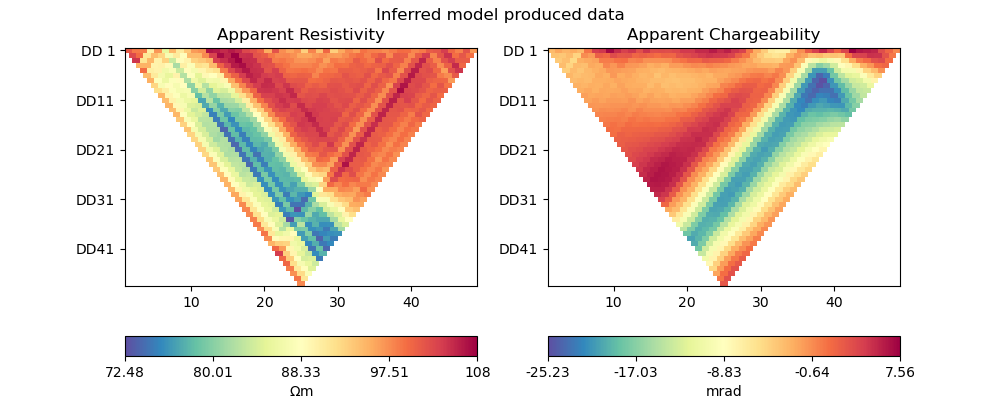 Inferred model produced data
Apparent Resistivity
Apparent Chargeability
DD 1
DD11
DD21
DD31
DD41
10 20 30 40
72.48 80.01 88.33 97.51 108
Ωm
DD 1
DD11
DD21
DD31
DD41
10 20 30 40
-25.23 -17.03 -8.83 -0.64 7.56
mrad